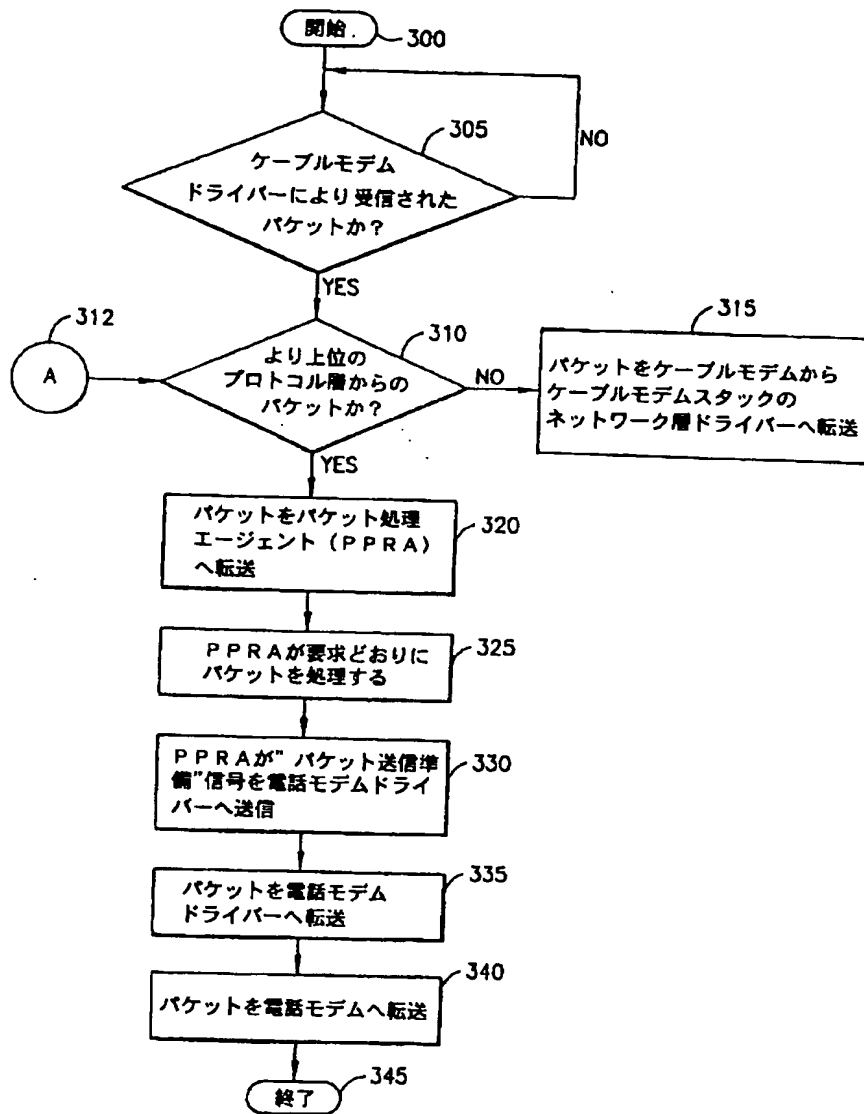 開始
300
305
NO
ケーブルモデム
ドライバーにより受信された
パケットか?
YES
312
A
310
より上位の
プロトコル層からの
パケットか?
NO
315
パケットをケーブルモデムから
ケーブルモデムスタックの
ネットワーク層ドライバーへ転送
YES
パケットをパケット処理
エージェント(PPRA)
へ転送
320
PPRAが要求どおりに
パケットを処理する
325
PPRAが"パケット送信準
備"信号を電話モデムドライ
バーへ送信
330
パケットを電話モデム
ドライバーへ転送
335
パケットを電話モデムへ転送
340
終了
345